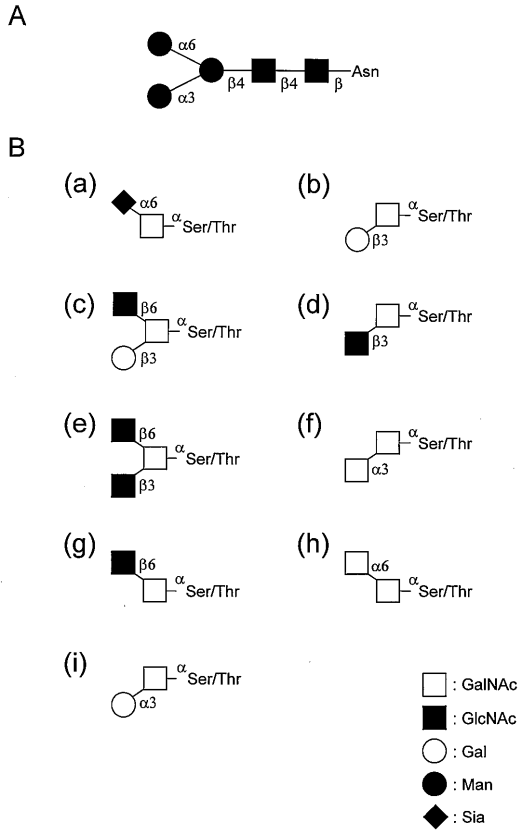 A
α6
α3
β4
β4
β
Asn
B
(a)
α6
α
Ser/Thr
(b)
α
Ser/Thr
β3
(c)
β6
α
Ser/Thr
β3
(d)
α
Ser/Thr
β3
(e)
β6
α
Ser/Thr
β3
(f)
α
Ser/Thr
α3
(g)
β6
α
Ser/Thr
(h)
α6
α
Ser/Thr
(i)
α
Ser/Thr
α3
: GalNAc
: GlcNAc
: Gal
: Man
: Sia